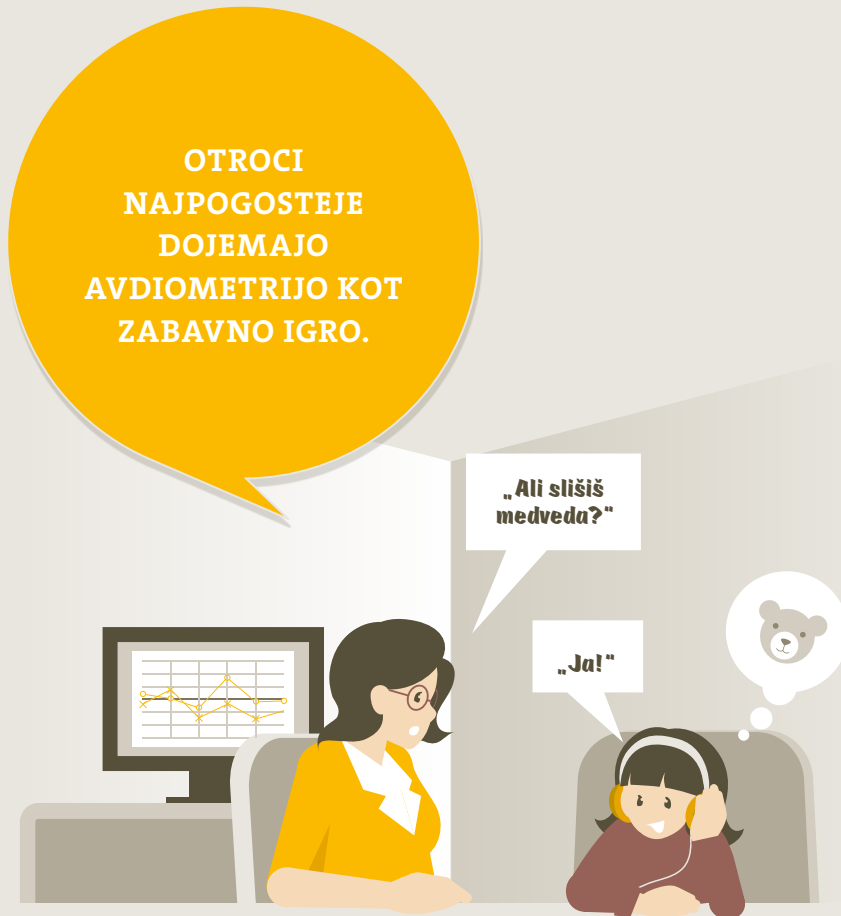 OTROCI
NAJPOGOSTEJE
DOJEMAJO
AVDIOMETRIJO KOT
ZABAVNO IGRO.
„Ali slišiš
medveda?“
„Ja!“